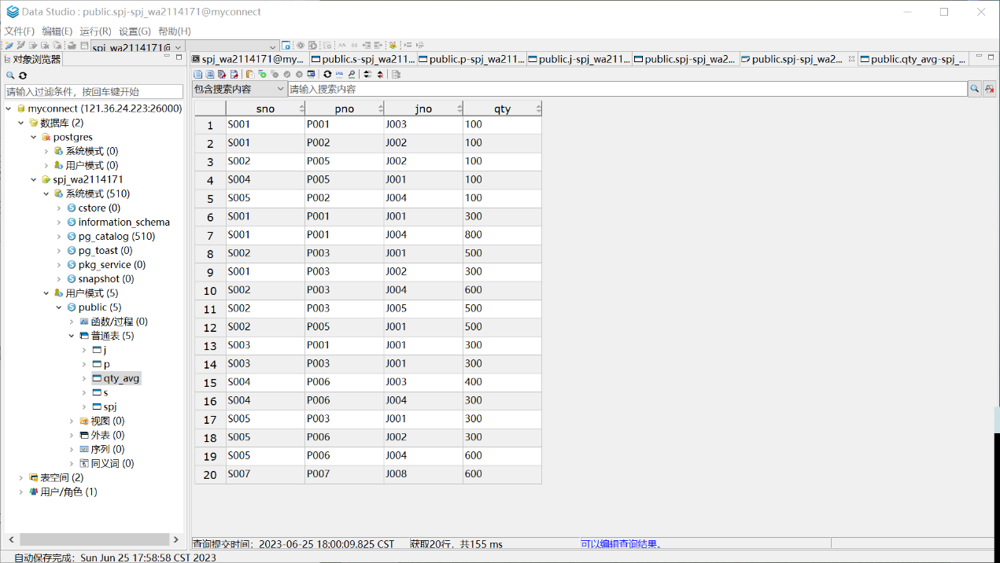 Data Studio : public.spj-spj_wa2114171@myconnect
文件(F) 编辑(E) 运行(R) 设置(G) 帮助(H)
spj_wa2114171@
对象浏览器
spj_wa2114171@my... public.s-spj_wa211... public.p-spj_wa211... public.j-spj_wa211... public.spj-spj_wa2... public.spj-spj_wa2... public.qty_avg-spj_...
请输入过滤条件，按回车键开始
包含搜索内容 请输入搜索内容
myconnect (121.36.24.223:26000)
数据库 (2)
postgres
系统模式 (0)
用户模式 (0)
spj_wa2114171
系统模式 (510)
cstore (0)
information_schema
pg_catalog (510)
pg_toast (0)
pkg_service (0)
snapshot (0)
用户模式 (5)
public (5)
函数/过程 (0)
普通表 (5)
j
p
qty_avg
s
spj
视图 (0)
外表 (0)
序列 (0)
同义词 (0)
表空间 (2)
用户/角色 (1)
sno pno jno qty
1 S001 P001 J003 100
2 S001 P002 J002 100
3 S002 P005 J002 100
4 S004 P005 J001 100
5 S005 P002 J004 100
6 S001 P001 J001 300
7 S001 P001 J004 800
8 S002 P003 J001 500
9 S001 P003 J002 300
10 S002 P003 J004 600
11 S002 P003 J005 500
12 S002 P005 J001 500
13 S003 P001 J001 300
14 S003 P003 J001 300
15 S004 P006 J003 400
16 S004 P006 J004 300
17 S005 P003 J001 300
18 S005 P006 J002 300
19 S005 P006 J004 600
20 S007 P007 J008 600
查询提交时间：2023-06-25 18:00:09.825 CST 获取20行，共155 ms 可以编辑查询结果。
自动保存完成：Sun Jun 25 17:58:58 CST 2023